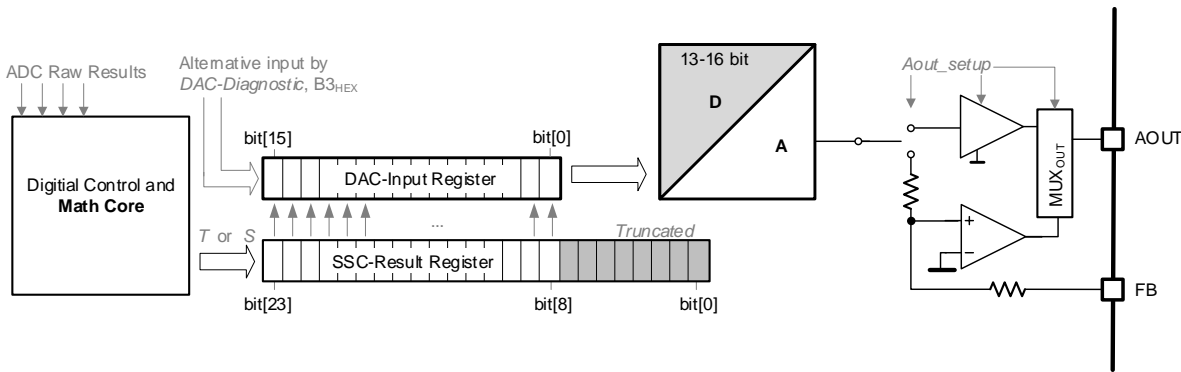 ADC Raw Results
Alternative input by
DAC-Diagnostic, B3HEX
13-16 bit
D
A
Aout_setup
bit[15]
bit[0]
DAC-Input Register
AOUT
MUXOUT
Digitial Control and
Math Core
T or S
...
Truncated
SSC-Result Register
+
−
FB
bit[23]
bit[8]
bit[0]